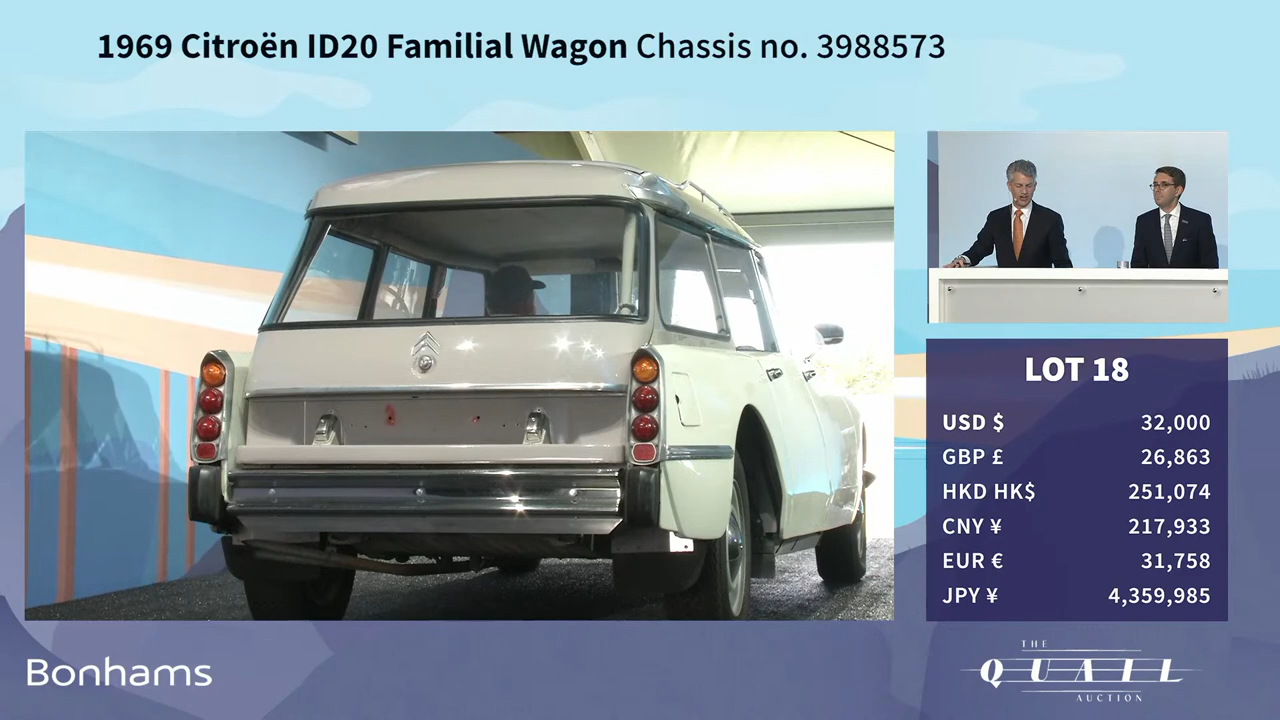 1969 Citroën ID20 Familial Wagon Chassis no. 3988573
LOT 18
USD $ 32,000
GBP £ 26,863
HKD HK$ 251,074
CNY ¥ 217,933
EUR € 31,758
JPY ¥ 4,359,985
Bonhams
THE
QUAIL
AUCTION